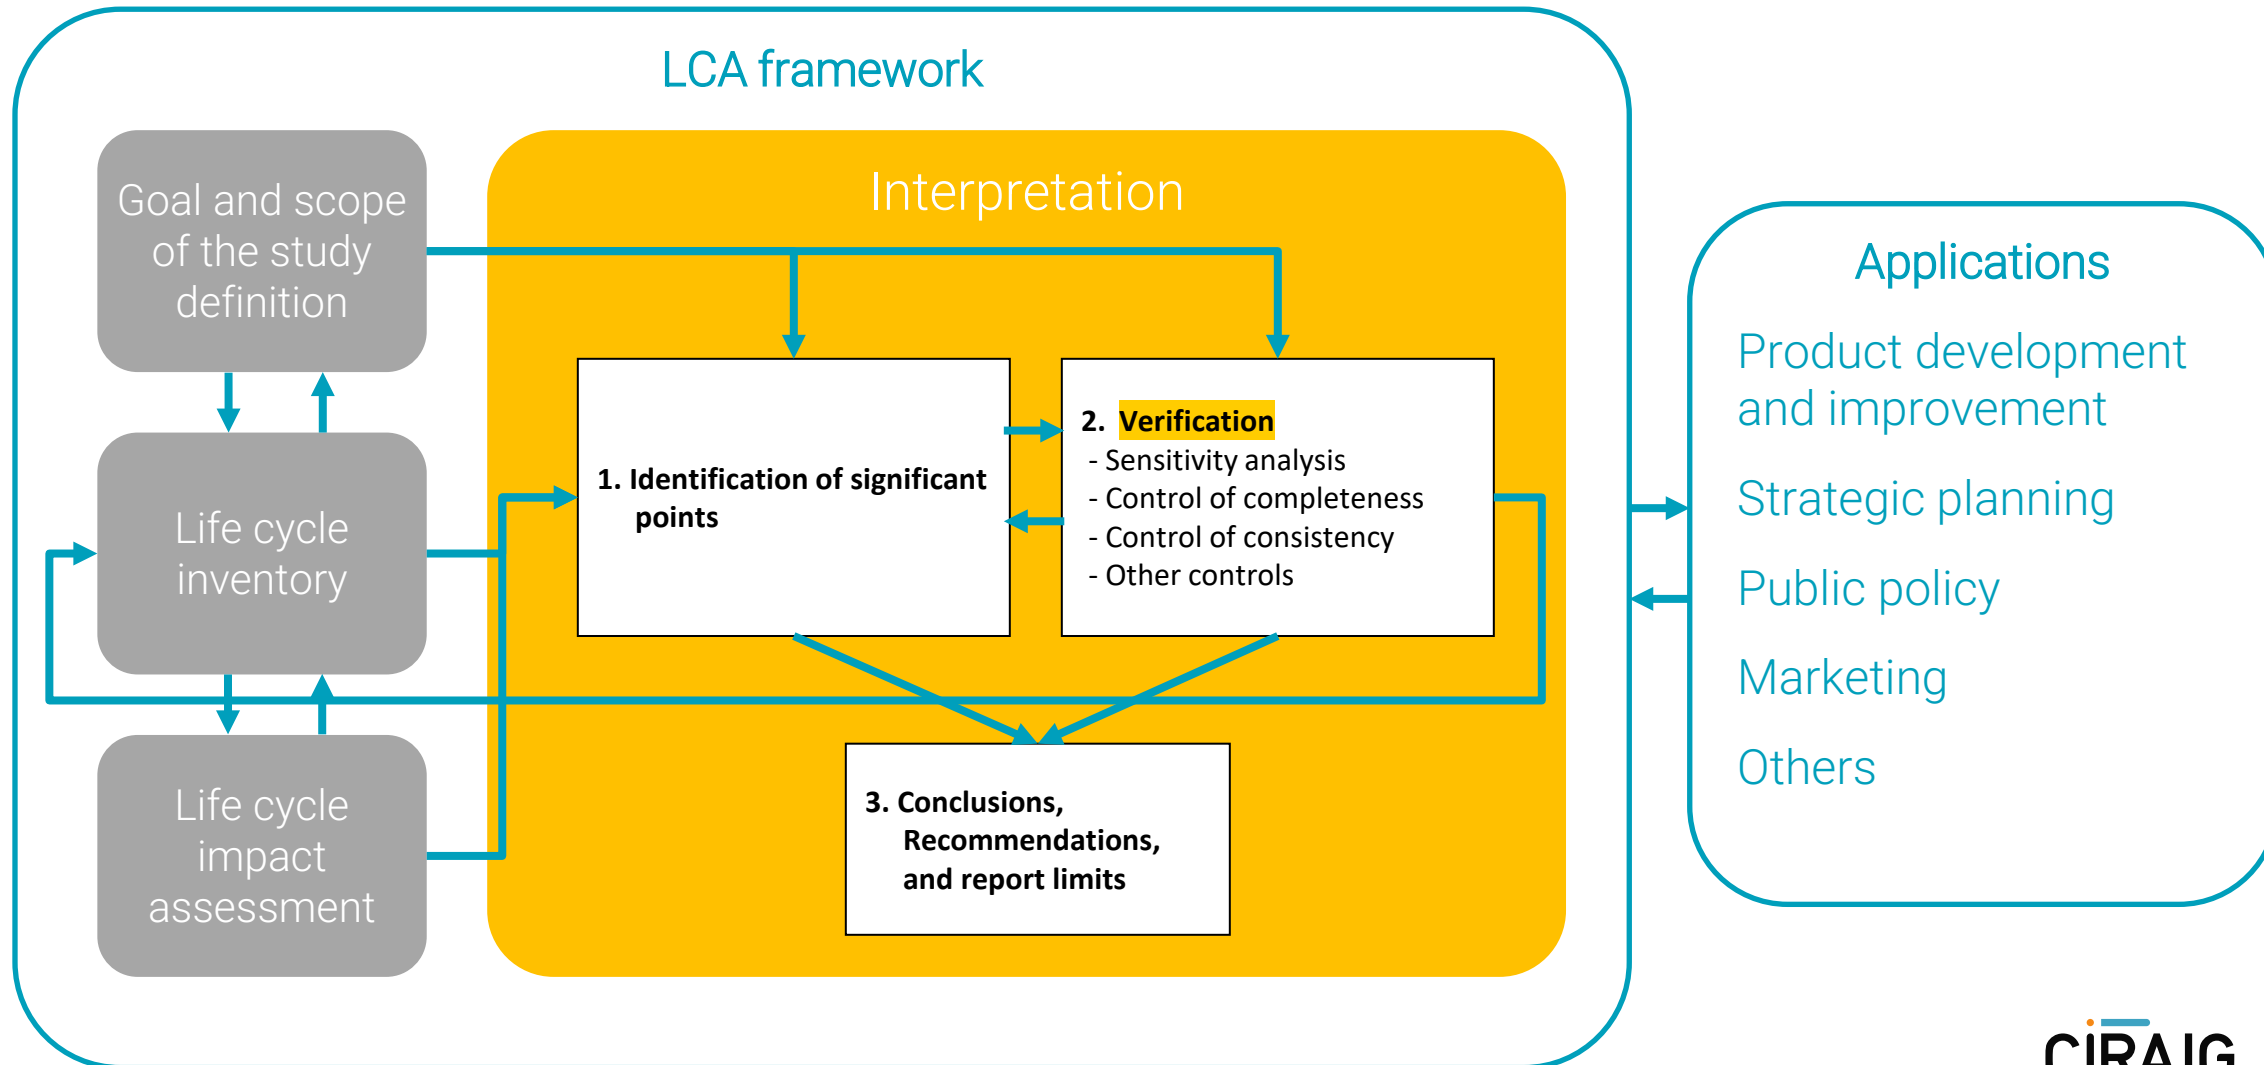 LCA framework
Goal and scope
of the study
definition
Life cycle
inventory
Life cycle
impact
assessment
Interpretation
1. Identification of significant
points
2. Verification
- Sensitivity analysis
- Control of completeness
- Control of consistency
- Other controls
3. Conclusions,
Recommendations,
and report limits
Applications
Product development
and improvement
Strategic planning
Public policy
Marketing
Others
CIRAIG